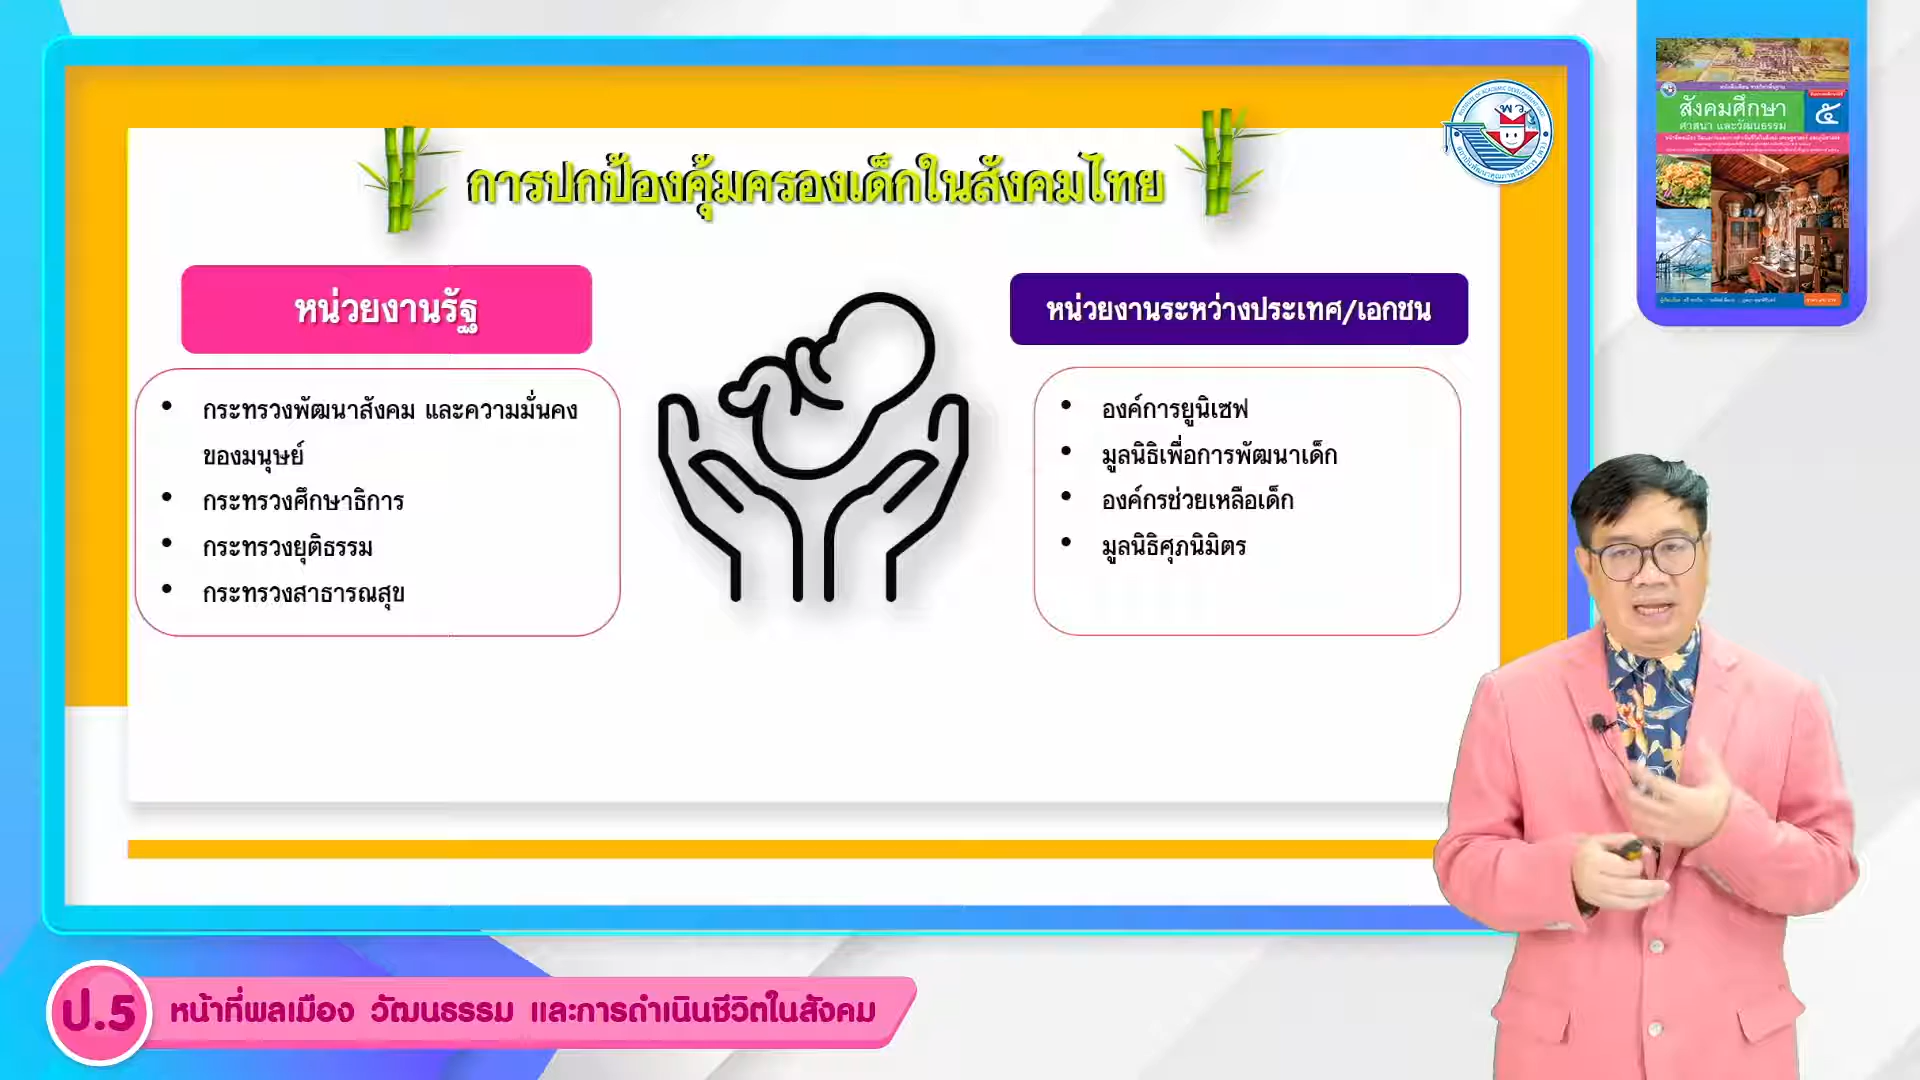 การปกป้องคุ้มครองเด็กในสังคมไทย
หน่วยงานรัฐ
• กระทรวงพัฒนาสังคม และความมั่นคง
ของมนุษย์
• กระทรวงศึกษาธิการ
• กระทรวงยุติธรรม
• กระทรวงสาธารณสุข
หน่วยงานระหว่างประเทศ/เอกชน
• องค์การยูนิเซฟ
• มูลนิธิเพื่อการพัฒนาเด็ก
• องค์กรช่วยเหลือเด็ก
• มูลนิธิศุภนิมิตร
พว.
สังคมศึกษา
ศาสนา และวัฒนธรรม
๕
ป.5
หน้าที่พลเมือง วัฒนธรรม และการดำเนินชีวิตในสังคม